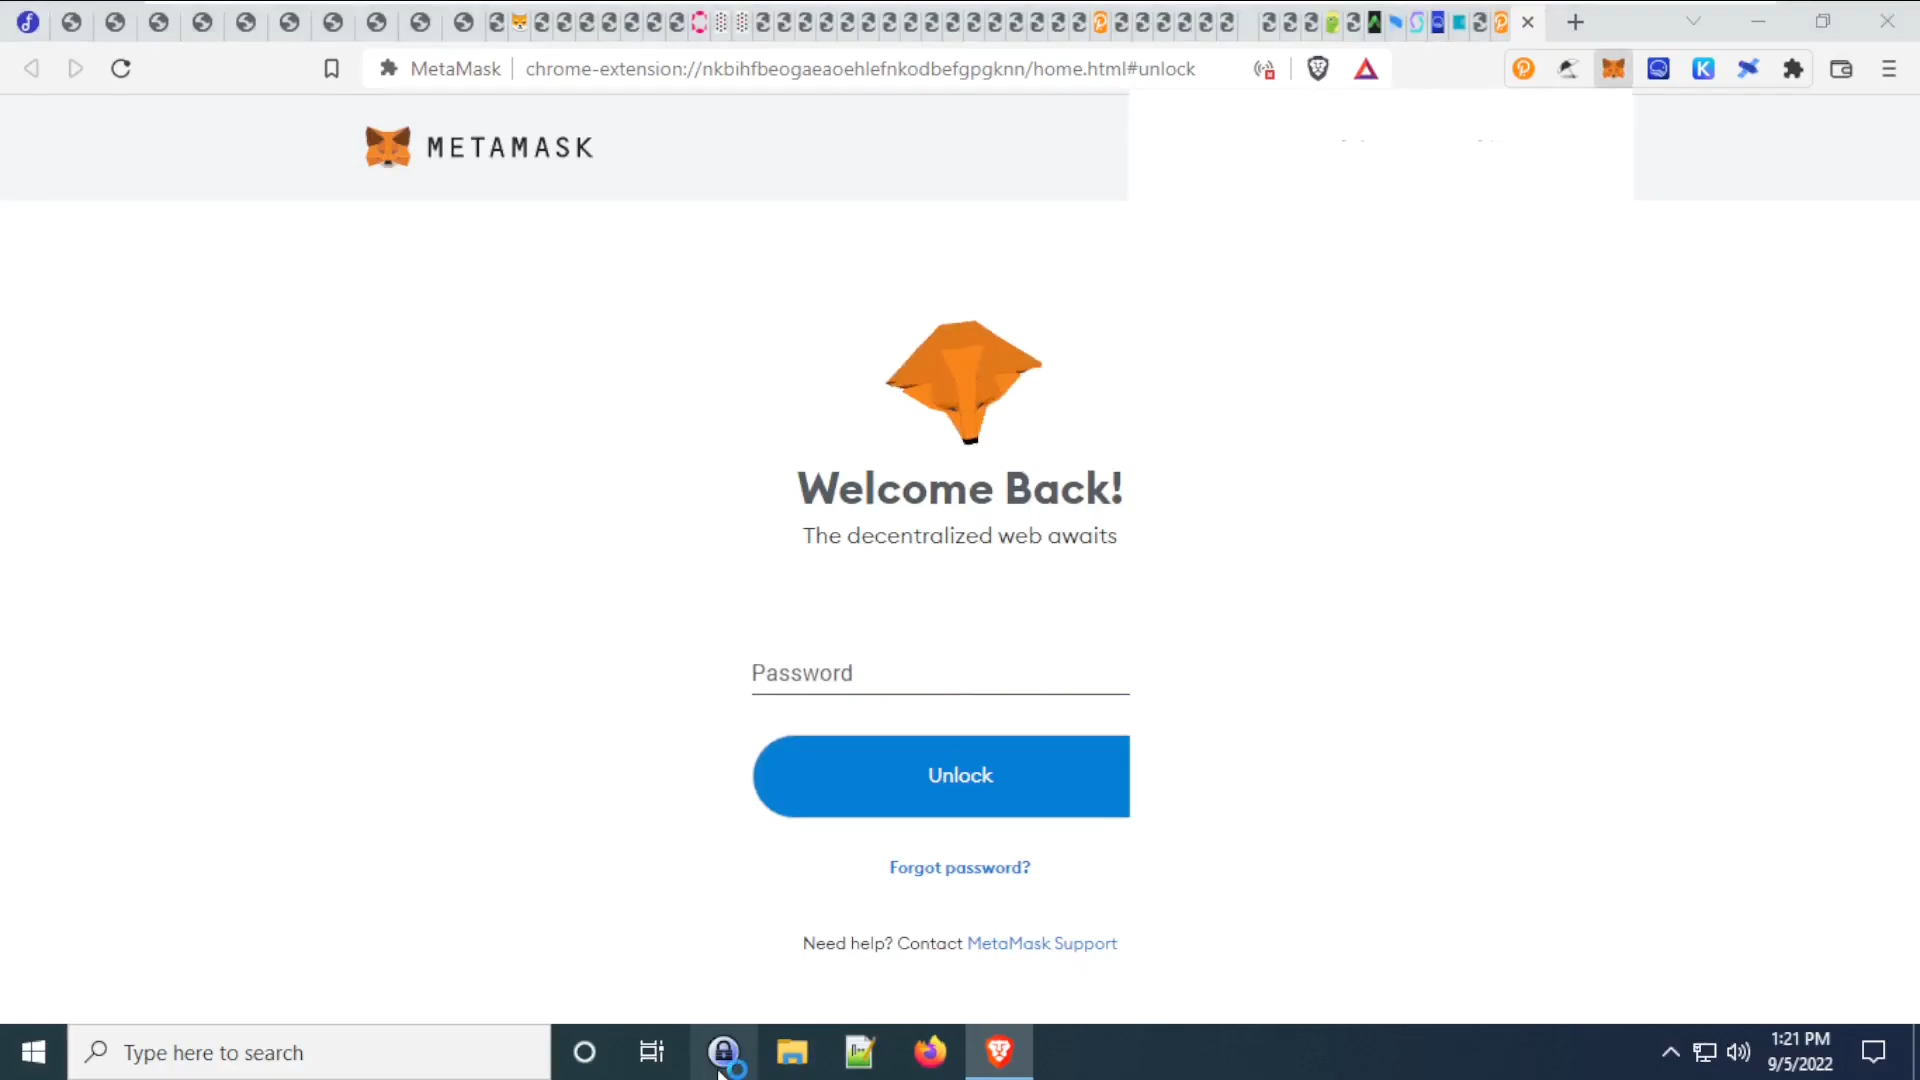 MetaMask
chrome-extension://nkbihfbeogaeaoehlefnkodbefgpgknn/home.html#unlock
METAMASK
Welcome Back!
The decentralized web awaits
Password
Unlock
Forgot password?
Need help? Contact MetaMask Support
Type here to search
1:21 PM
9/5/2022